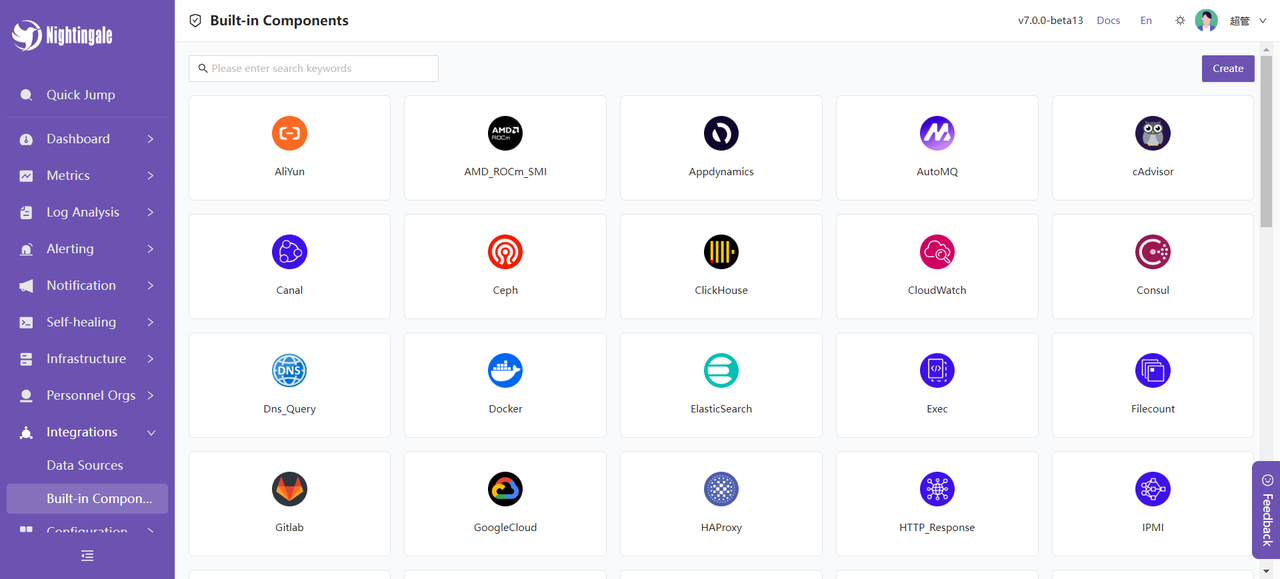 Nightingale
Quick Jump
Dashboard
Metrics
Log Analysis
Alerting
Notification
Self-healing
Infrastructure
Personnel Orgs
Integrations
Data Sources
Built-in Compon...
Configuration
Built-in Components
v7.0.0-beta13 Docs En 超管
Please enter search keywords
Create
AliYun
AMD ROCm
AMD_ROCm_SMI
Appdynamics
AutoMQ
cAdvisor
Canal
Ceph
ClickHouse
CloudWatch
Consul
DNS
Dns_Query
Docker
ElasticSearch
</>
Exec
Filecount
Gitlab
GoogleCloud
HAProxy
HTTP_Response
IPMI
Feedback